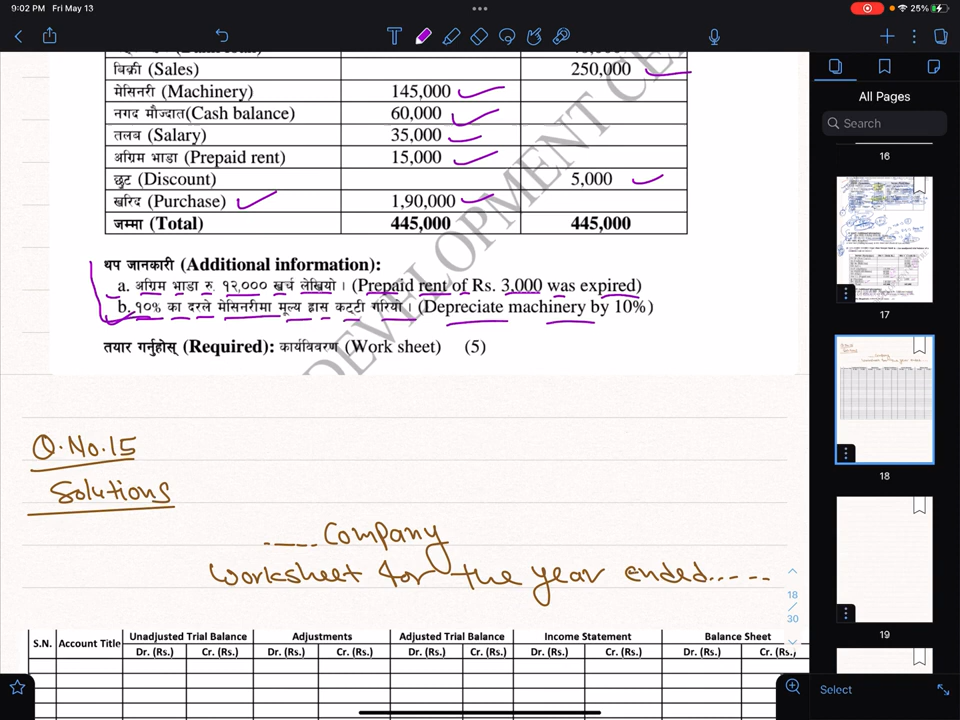 9:02 PM Fri May 13
25%
बिक्री (Sales) 250,000
मेसिनरी (Machinery) 145,000
नगद मौज्दात(Cash balance) 60,000
तलब (Salary) 35,000
अग्रिम भाडा (Prepaid rent) 15,000
छुट (Discount) 5,000
खरिद (Purchase) 1,90,000
जम्मा (Total) 445,000 445,000
थप जानकारी (Additional information):
a. अग्रिम भाडा रु. १२,००० खर्च लेखियो । (Prepaid rent of Rs. 3,000 was expired)
b. १०% का दरले मेसिनरीमा मूल्य ह्रास कट्टी गरियो । (Depreciate machinery by 10%)
तयार गर्नुहोस् (Required): कार्यविवरण (Work sheet) (5)
DEVELOPMENT CE
Q.No.15
Solutions
----- Company
Worksheet for the year ended.....--
S.N. Account Title Unadjusted Trial Balance Adjustments Adjusted Trial Balance Income Statement Balance Sheet
Dr. (Rs.) Cr. (Rs.) Dr. (Rs.) Cr. (Rs.) Dr. (Rs.) Cr. (Rs.) Dr. (Rs.) Cr. (Rs.) Dr. (Rs.) Cr. (Rs.)
All Pages
Search
16
17
18
19
18
/
30
Select